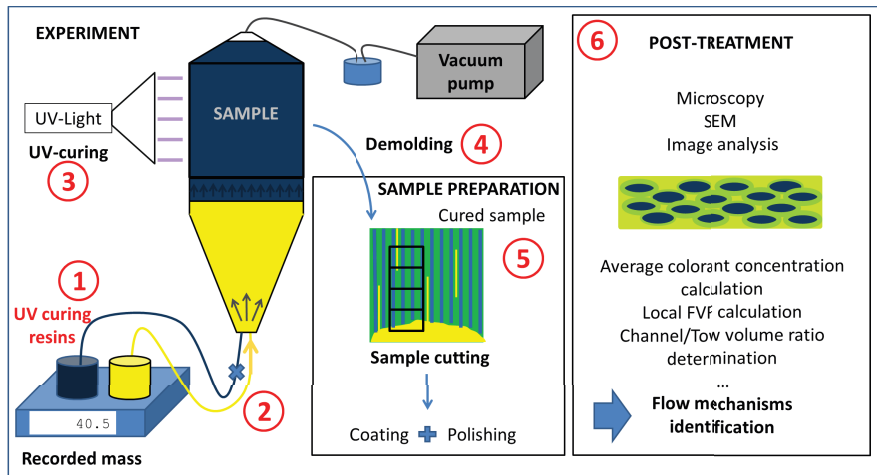 EXPERIMENT
Vacuum
pump
UV-Light
SAMPLE
UV-curing
3
Demolding
4
1
UV curing
resins
2
40.5
Recorded mass
SAMPLE PREPARATION
Cured sample
5
Sample cutting
Coating
Polishing
6
POST-TREATMENT
Microscopy
SEM
Image analysis
Average colorant concentration
calculation
Local FVF calculation
Channel/Tow volume ratio
determination
...
Flow mechanisms
identification